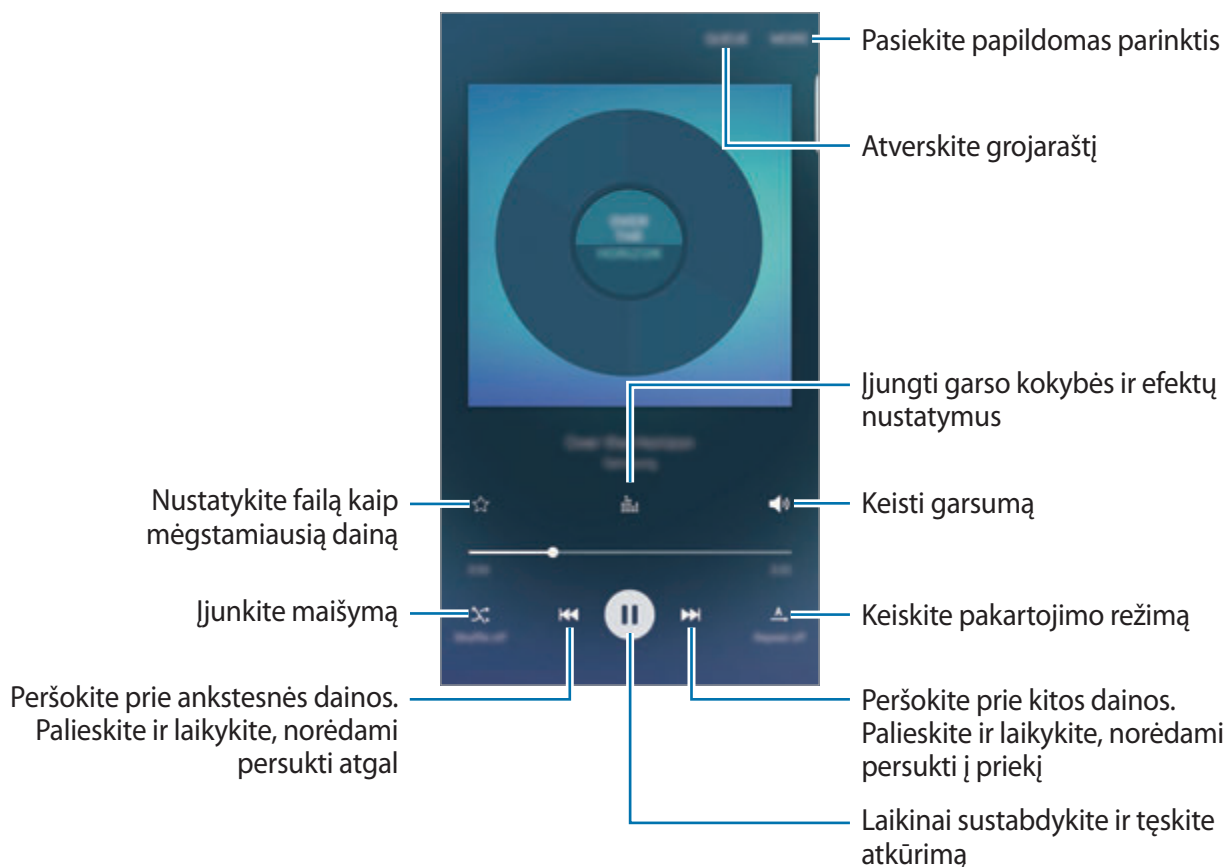 Pasiekite papildomas parinktis
Atverskite grojaraštį
Įjungti garso kokybės ir efektų
nustatymus
Nustatykite failą kaip
mėgstamiausią dainą
Keisti garsumą
Įjunkite maišymą
Keiskite pakartojimo režimą
Peršokite prie ankstesnės dainos.
Palieskite ir laikykite, norėdami
persukti atgal
Peršokite prie kitos dainos.
Palieskite ir laikykite, norėdami
persukti į priekį
Laikinai sustabdykite ir tęskite
atkūrimą